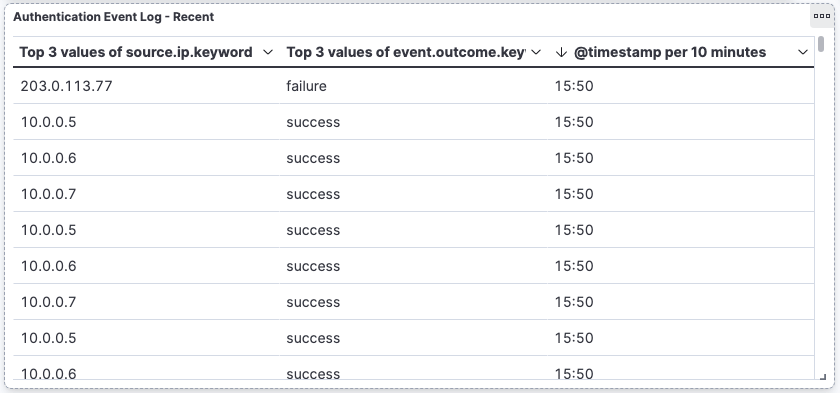 Authentication Event Log - Recent
Top 3 values of source.ip.keyword Top 3 values of event.outcome.key @timestamp per 10 minutes
203.0.113.77 failure 15:50
10.0.0.5 success 15:50
10.0.0.6 success 15:50
10.0.0.7 success 15:50
10.0.0.5 success 15:50
10.0.0.6 success 15:50
10.0.0.7 success 15:50
10.0.0.5 success 15:50
10.0.0.6 success 15:50